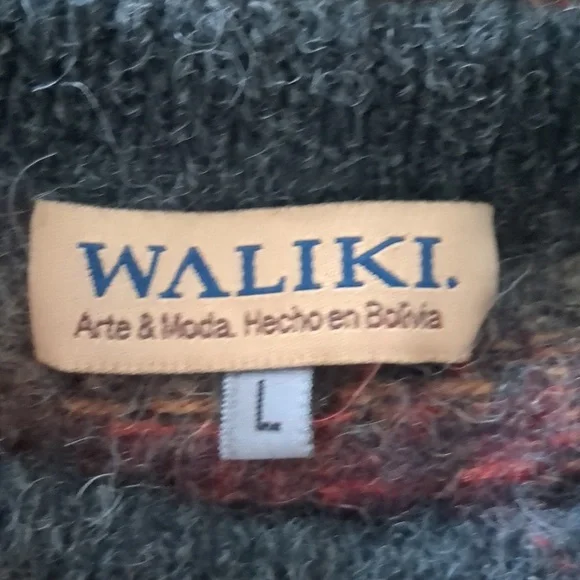 WALIKI.
Arte & Moda. Hecho en Bolivia
L